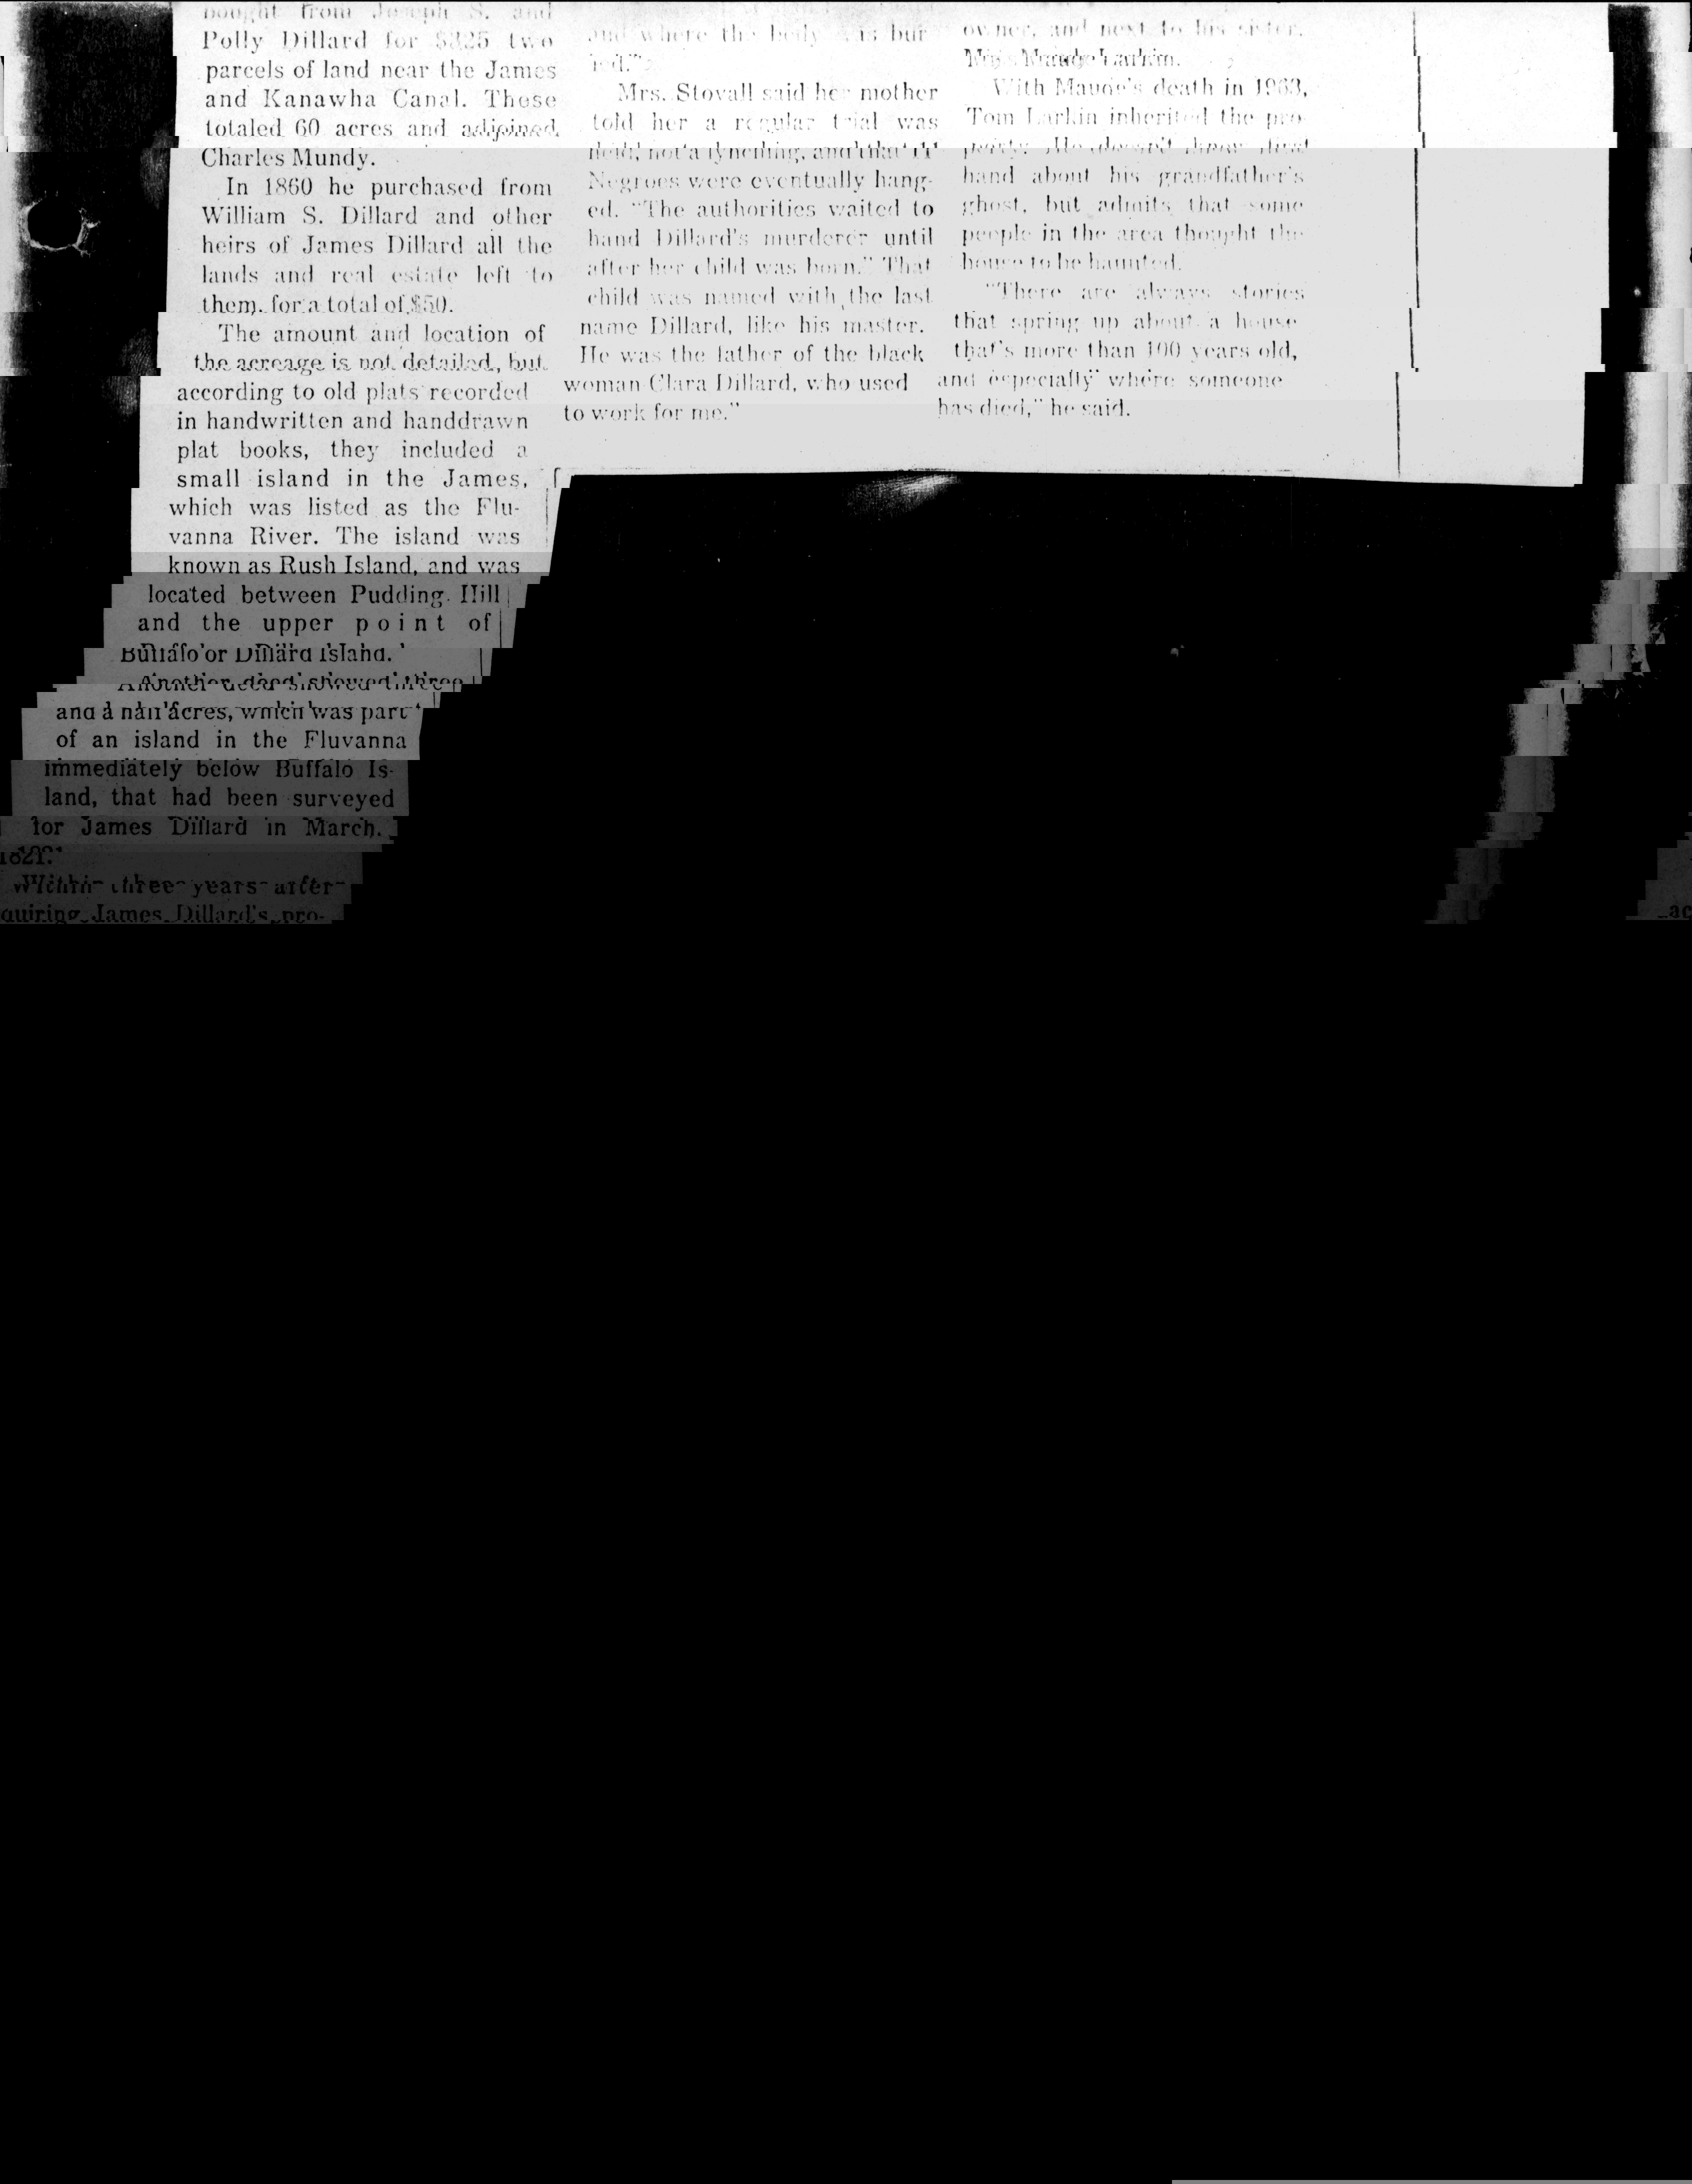 bought from Joseph S. and
Polly Dillard for $325 two
parcels of land near the James
and Kanawha Canal. These
totaled 60 acres and adjoined
Charles Mundy.
In 1860 he purchased from
William S. Dillard and other
heirs of James Dillard all the
lands and real estate left to
them, for a total of $50.
The amount and location of
the acreage is not detailed, but
according to old plats recorded
in handwritten and handdrawn
plat books, they included a
small island in the James,
which was listed as the Flu-
vanna River. The island was
known as Rush Island, and was
located between Pudding Hill
and the upper point of
Buffalo or Dillard Island.
Another deed showed three
and a half acres, which was part
of an island in the Fluvanna
immediately below Buffalo Is-
land, that had been surveyed
for James Dillard in March,
Within three years after
quiring James Dillard's pro-
and where the body was bur
ied."
Mrs. Stovall said her mother
told her a regular trial was
held, not a lynching, and that
Negroes were eventually hang-
ed. "The authorities waited to
hand Dillard's murderer until
after her child was born." That
child was named with the last
name Dillard, like his master.
He was the father of the black
woman Clara Dillard, who used
to work for me."
owner, and next to his sister,
Mrs. Maude Larkin.
With Maude's death in 1963,
Tom Larkin inherited the pro-
perty. He doesn't know first
hand about his grandfather's
ghost, but admits that some
people in the area thought the
house to be haunted.
"There are always stories
that spring up about a house
that's more than 100 years old,
and especially where someone
has died," he said.